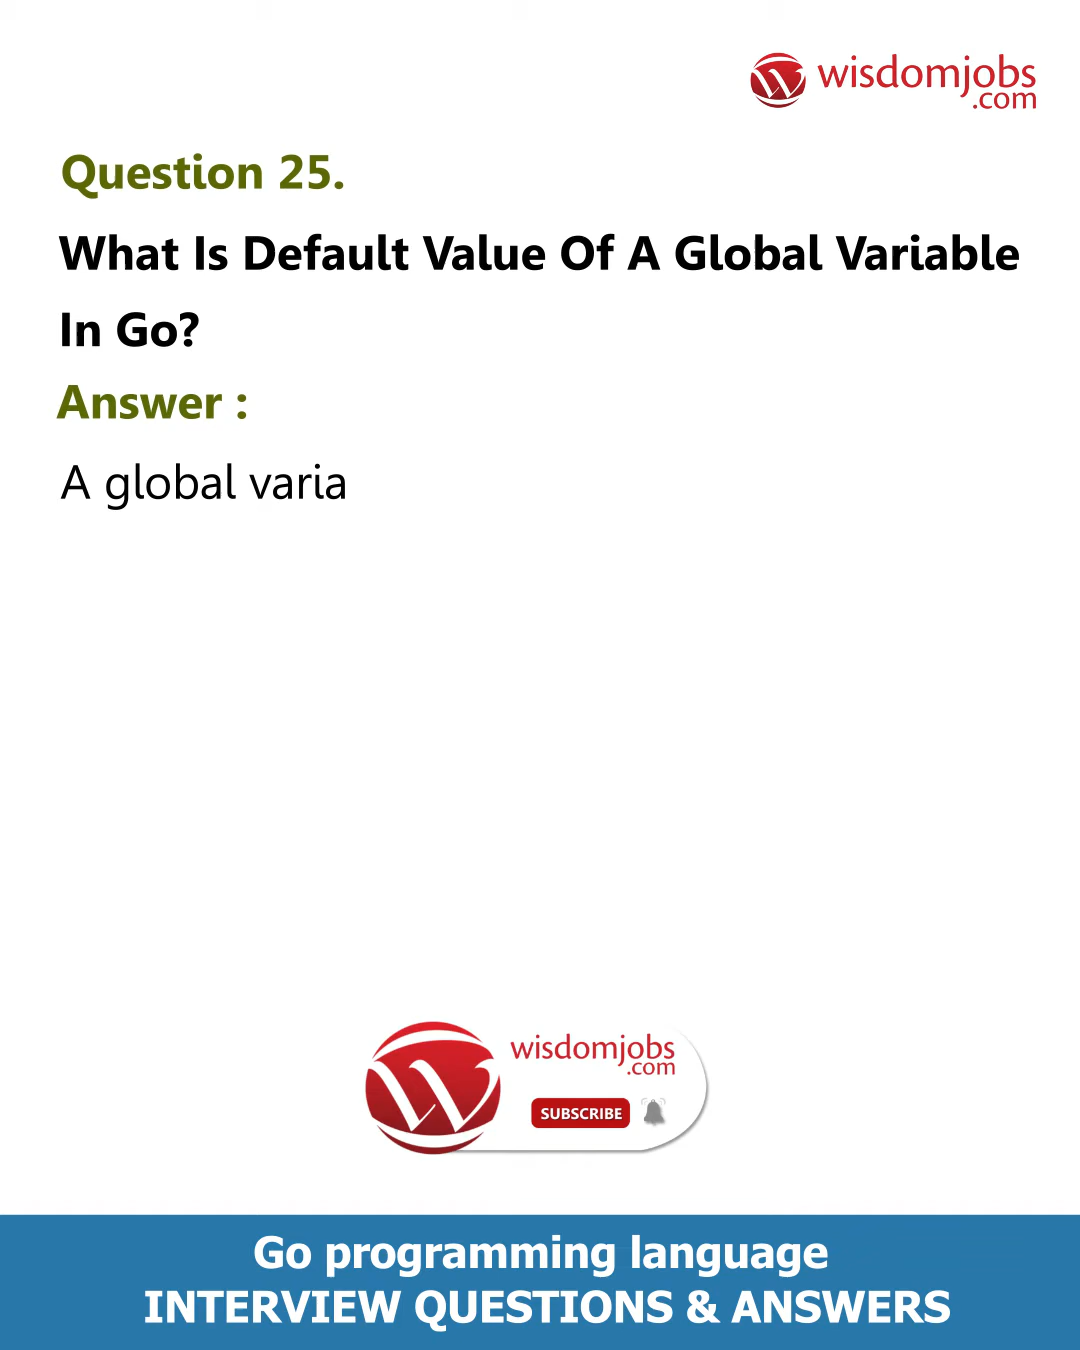 wisdomjobs
.com
Question 25.
What Is Default Value Of A Global Variable
In Go?
Answer :
A global varia
wisdomjobs
.com
SUBSCRIBE
Go programming language
INTERVIEW QUESTIONS & ANSWERS